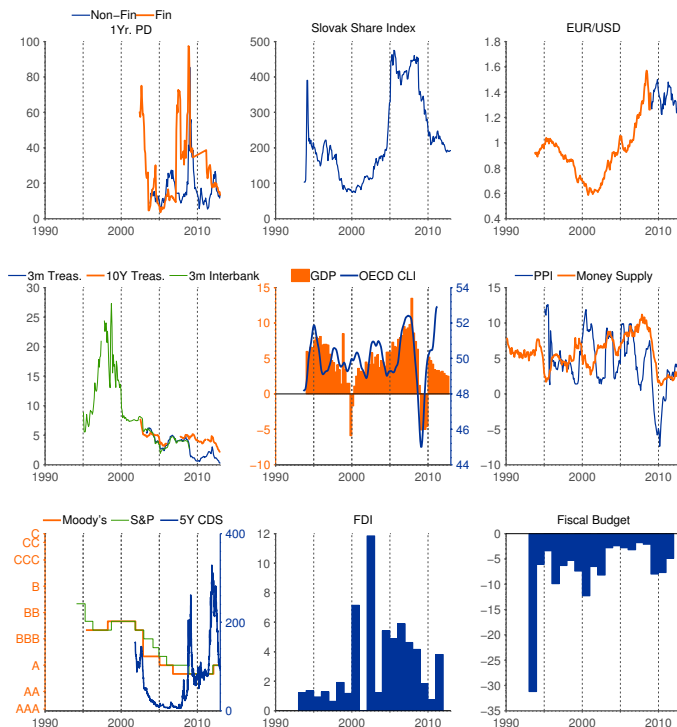 Non−Fin Fin
1Yr. PD
100
80
60
40
20
0
1990 2000 2010
Slovak Share Index
500
400
300
200
100
0
1990 2000 2010
EUR/USD
1.8
1.6
1.4
1.2
1
0.8
0.6
0.4
1990 2000 2010
3m Treas. 10Y Treas. 3m Interbank
30
25
20
15
10
5
0
1990 2000 2010
GDP OECD CLI
15 54
10 52
5 50
0 48
−5 46
−10 44
1990 2000 2010
PPI Money Supply
15
10
5
0
−5
−10
1990 2000 2010
Moody's S&P 5Y CDS
C 400
CC
CCC
B
BB 200
BBB
A
AA
AAA 0
1990 2000 2010
FDI
12
10
8
6
4
2
0
1990 2000 2010
Fiscal Budget
0
−5
−10
−15
−20
−25
−30
−35
1990 2000 2010